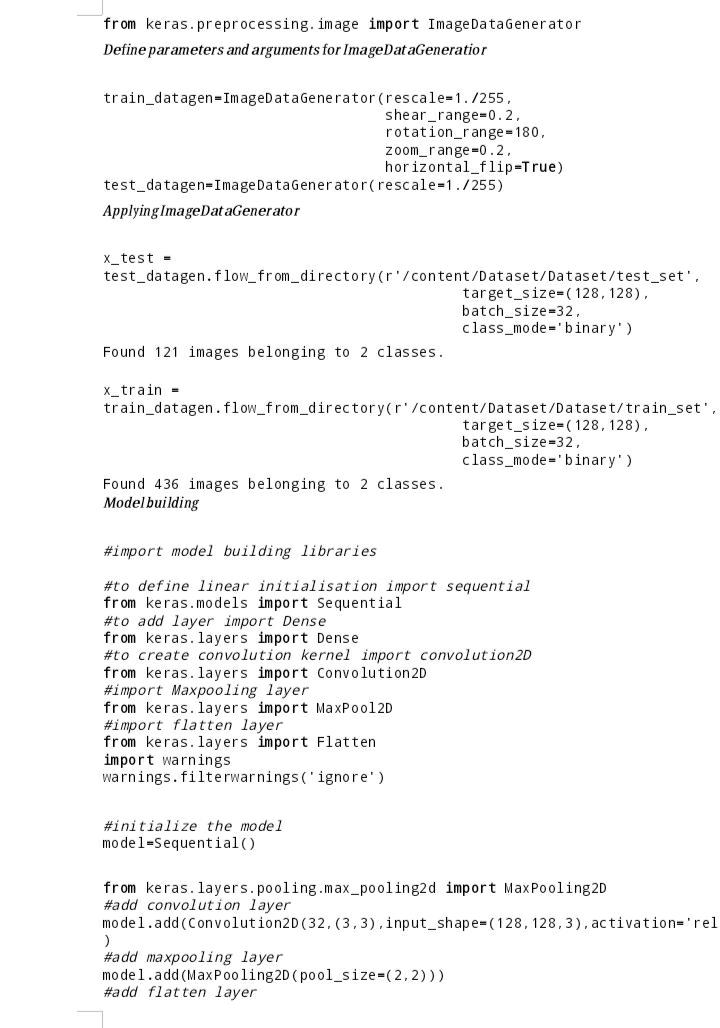 from keras.preprocessing.image import ImageDataGenerator
Define parameters and arguments for ImageDataGeneratior
train_datagen=ImageDataGenerator(rescale=1./255,
shear_range=0.2,
rotation_range=180,
zoom_range=0.2,
horizontal_flip=True)
test_datagen=ImageDataGenerator(rescale=1./255)
Applying ImageDataGenerator
x_test =
test_datagen.flow_from_directory(r'/content/Dataset/Dataset/test_set',
target_size=(128,128),
batch_size=32,
class_mode='binary')
Found 121 images belonging to 2 classes.
x_train =
train_datagen.flow_from_directory(r'/content/Dataset/Dataset/train_set',
target_size=(128,128),
batch_size=32,
class_mode='binary')
Found 436 images belonging to 2 classes.
Model building
#import model building libraries
#to define linear initialisation import sequential
from keras.models import Sequential
#to add layer import Dense
from keras.layers import Dense
#to create convolution kernel import convolution2D
from keras.layers import Convolution2D
#import Maxpooling layer
from keras.layers import MaxPool2D
#import flatten layer
from keras.layers import Flatten
import warnings
warnings.filterwarnings('ignore')
#initialize the model
model=Sequential()
from keras.layers.pooling.max_pooling2d import MaxPooling2D
#add convolution layer
model.add(Convolution2D(32,(3,3),input_shape=(128,128,3),activation='rel
)
#add maxpooling layer
model.add(MaxPooling2D(pool_size=(2,2)))
#add flatten layer